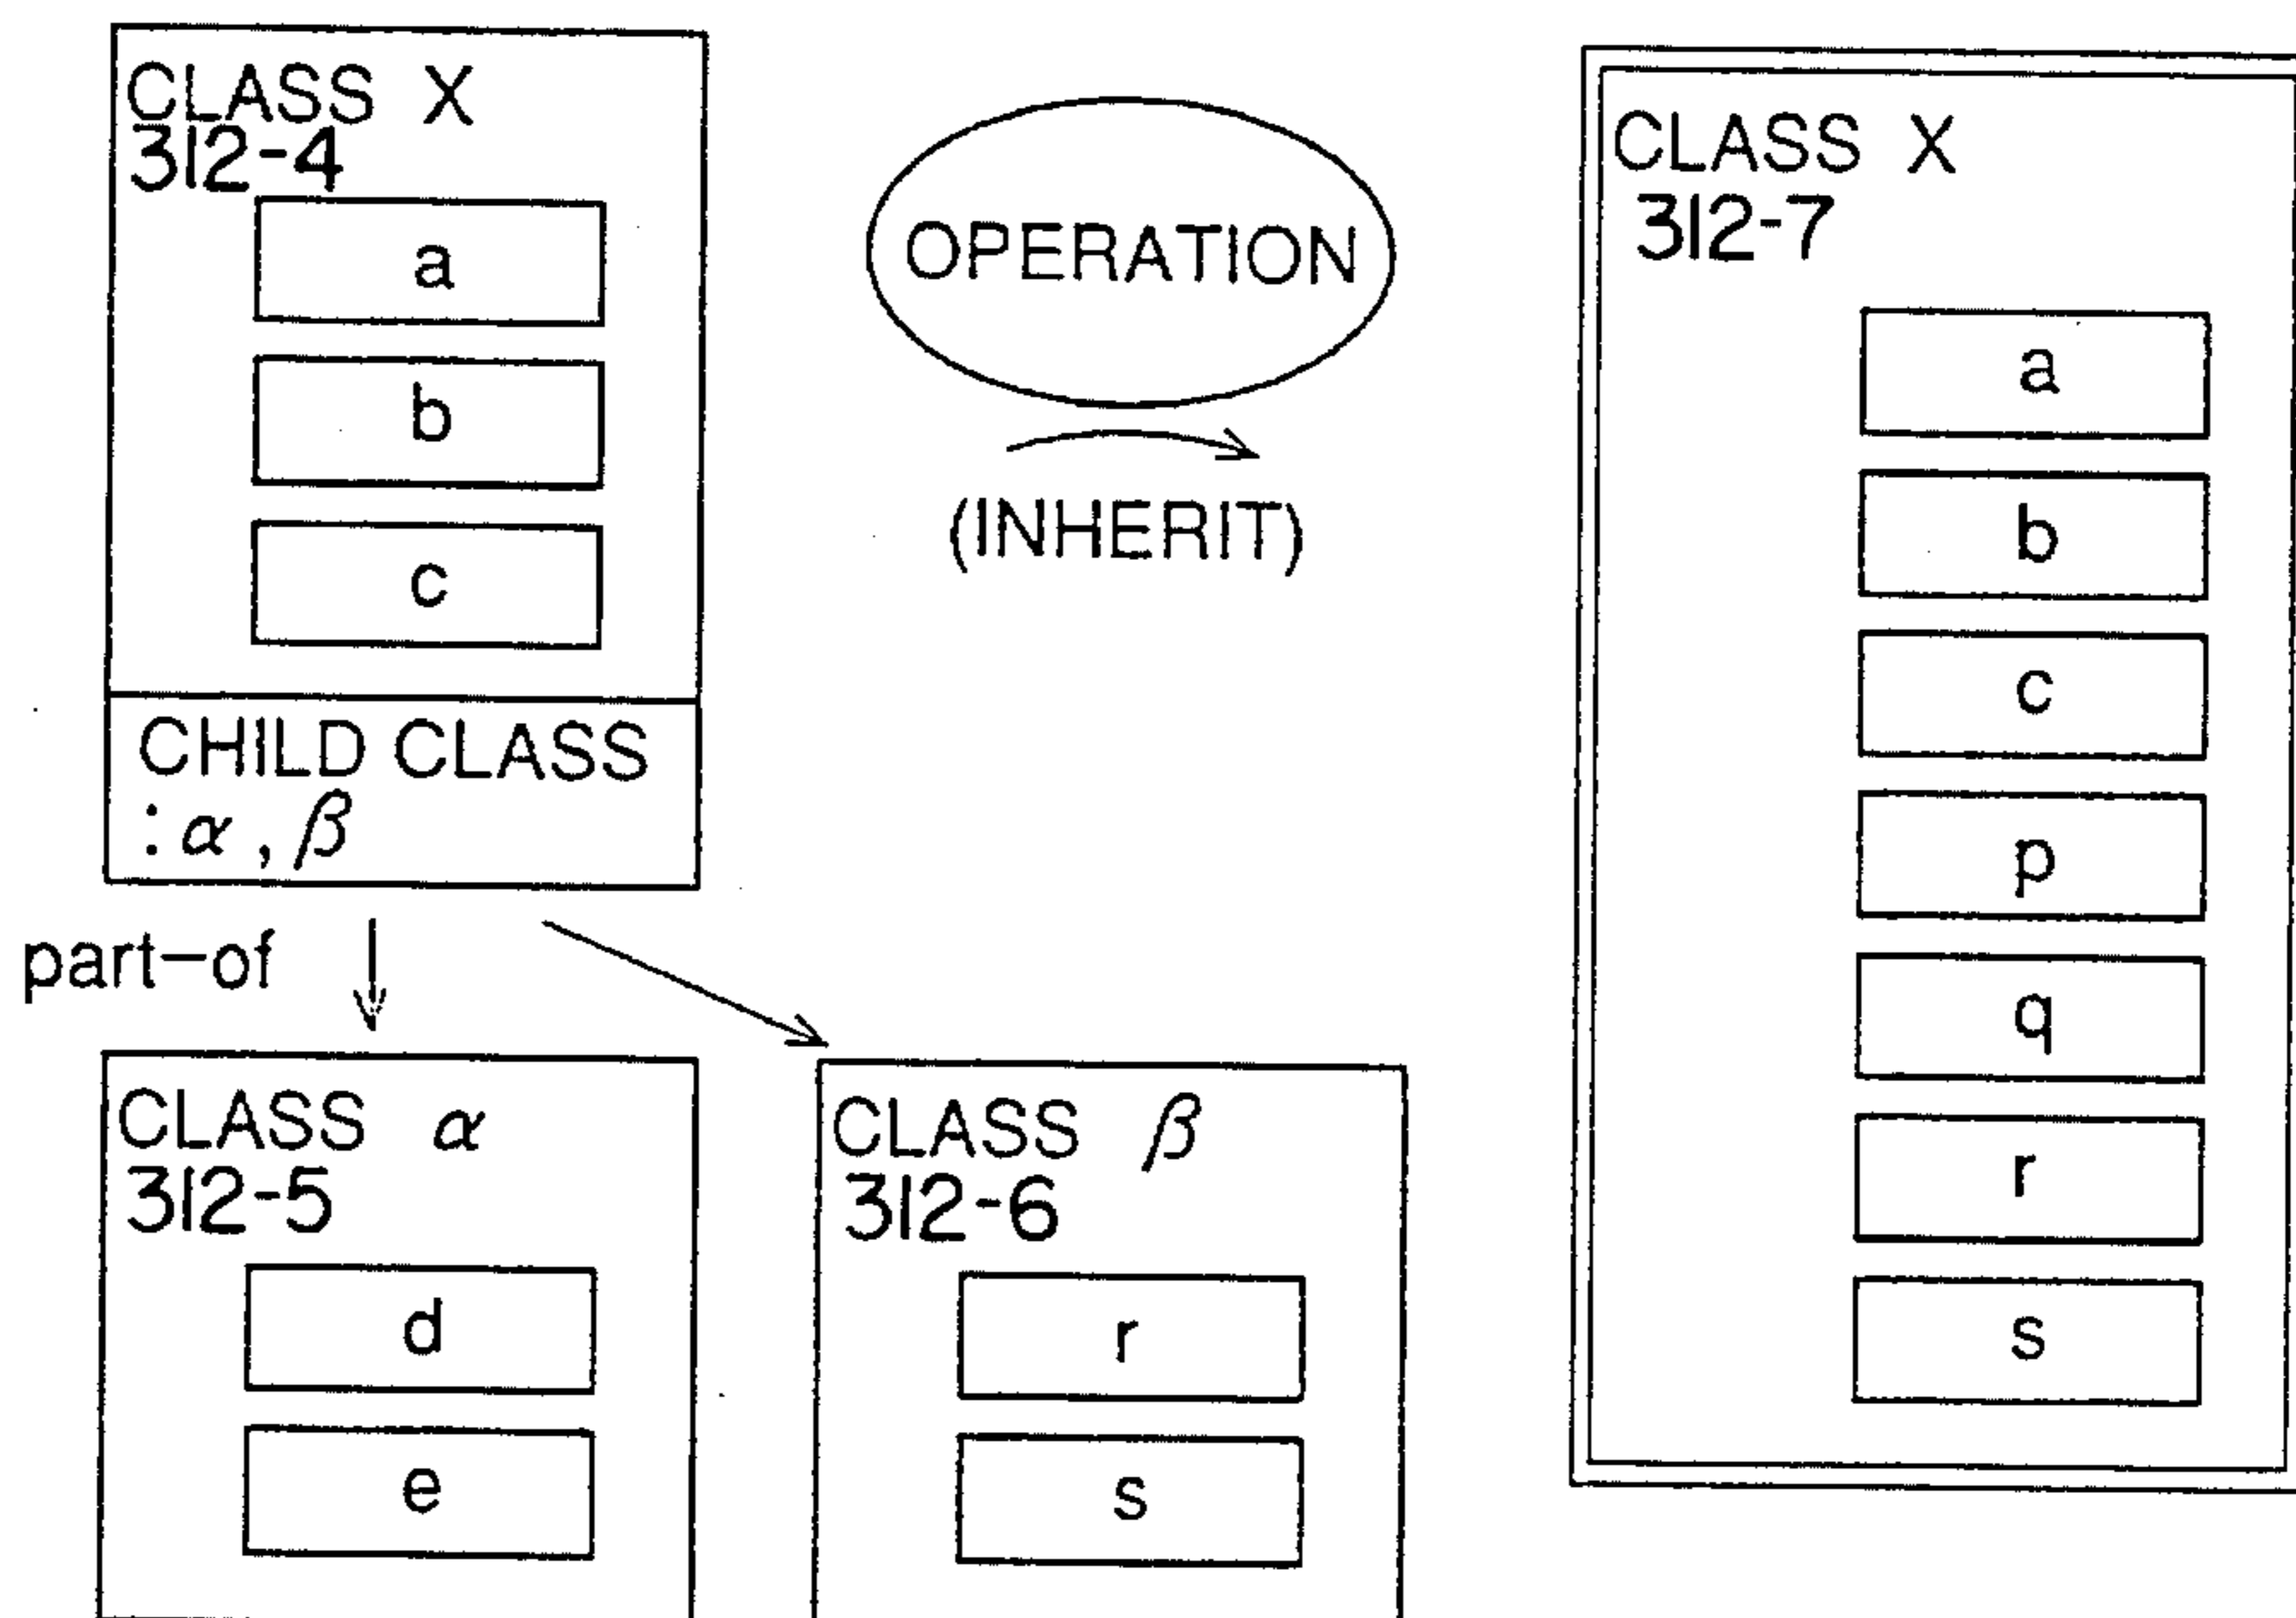 CLASS X
312-4
a
b
c
CHILD CLASS
: α , β
part-of
CLASS α
312-5
d
e
CLASS β
312-6
r
s
OPERATION
(INHERIT)
CLASS X
312-7
a
b
c
p
q
r
s